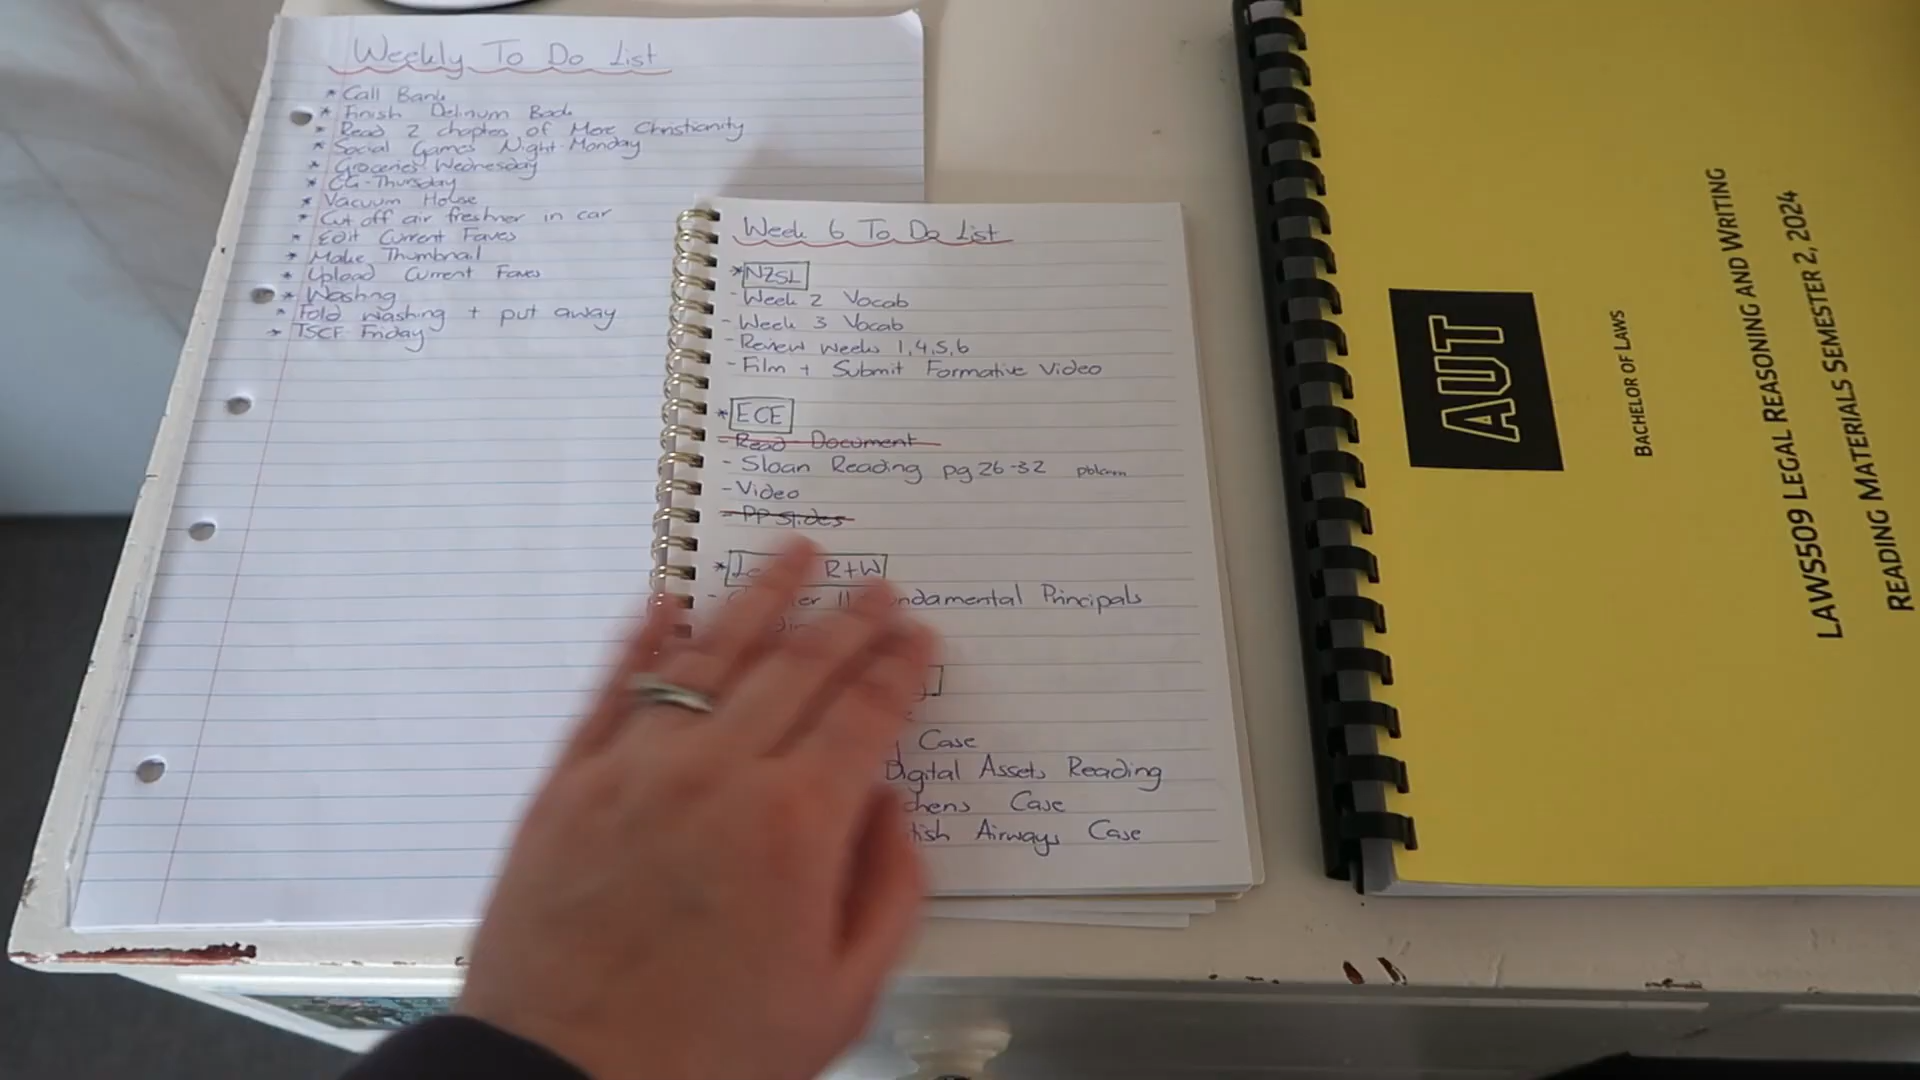 Weekly To Do List
* Call Bank
* Finish Delirium Book
* Read 2 chapters of Mere Christianity
* Social Games Night-Monday
* Groceries-Wednesday
* CG-Thursday
* Vacuum House
* Cut off air freshner in car
* Edit Current Faves
* Make Thumbnail
* Upload Current Faves
* Washing
* Fold washing + put away
* TSCF Friday
Week 6 To Do List
* NZSL
- Week 2 Vocab
- Week 3 Vocab
- Review weeks 1,4,5,6
- Film + Submit Formative Video
* ECE
- Read Document
- Sloan Reading pg 26-32
- Video
- PP Slides
* R+W
11 Fundamental Principals
Case
Digital Assets Reading
Case
Airways Case
AUT
BACHELOR OF LAWS
LAWS509 LEGAL REASONING AND WRITING
READING MATERIALS SEMESTER 2, 2024